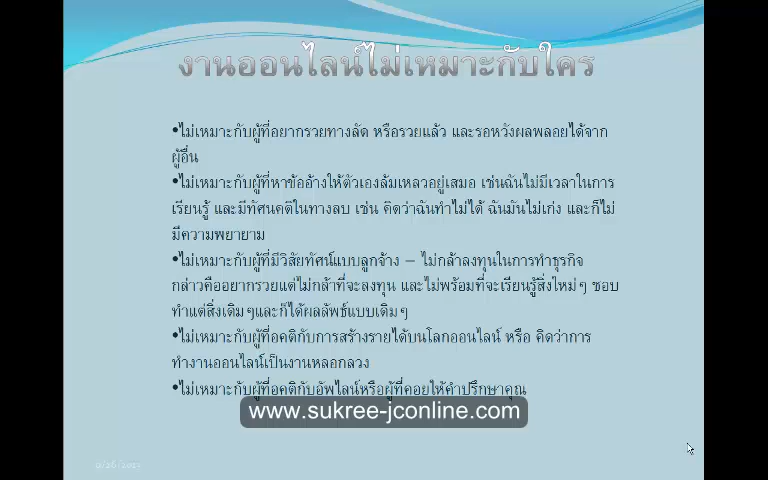 งานออนไลน์ไม่เหมาะกับใคร
•ไม่เหมาะกับผู้ที่อยากรวยทางลัด หรือรวยแล้ว และรอหวังผลพลอยได้จาก
ผู้อื่น
•ไม่เหมาะกับผู้ที่หาข้ออ้างให้ตัวเองล้มเหลวอยู่เสมอ เช่นฉันไม่มีเวลาในการ
เรียนรู้ และมีทัศนคติในทางลบ เช่น คิดว่าฉันทำไม่ได้ ฉันมันไม่เก่ง และก็ไม่
มีความพยายาม
•ไม่เหมาะกับผู้ที่มีวิสัยทัศน์แบบลูกจ้าง – ไม่กล้าลงทุนในการทำธุรกิจ
กล่าวคืออยากรวยแต่ไม่กล้าที่จะลงทุน และไม่พร้อมที่จะเรียนรู้สิ่งใหม่ๆ ชอบ
ทำแต่สิ่งเดิมๆและก็ได้ผลลัพธ์แบบเดิมๆ
•ไม่เหมาะกับผู้ที่อคติกับการสร้างรายได้บนโลกออนไลน์ หรือ คิดว่าการ
ทำงานออนไลน์เป็นงานหลอกลวง
•ไม่เหมาะกับผู้ที่อคติกับอัพไลน์หรือผู้ที่คอยให้คำปรึกษาคุณ
www.sukree-jconline.com